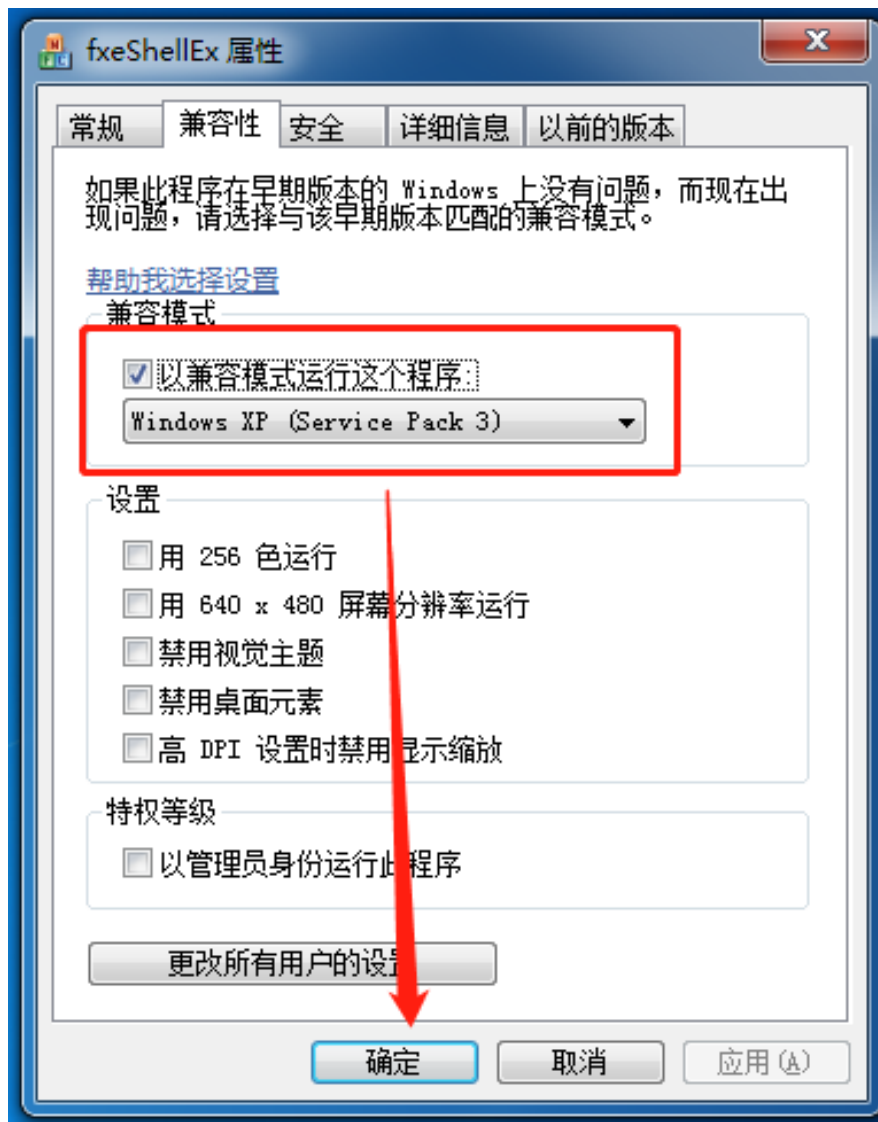 fxeShellEx 属性
常规 兼容性 安全 详细信息 以前的版本
如果此程序在早期版本的 Windows 上没有问题，而现在出
现问题，请选择与该早期版本匹配的兼容模式。
帮助我选择设置
兼容模式
以兼容模式运行这个程序:
Windows XP (Service Pack 3)
设置
用 256 色运行
用 640 x 480 屏幕分辨率运行
禁用视觉主题
禁用桌面元素
高 DPI 设置时禁用显示缩放
特权等级
以管理员身份运行此程序
更改所有用户的设置
确定 取消 应用(A)